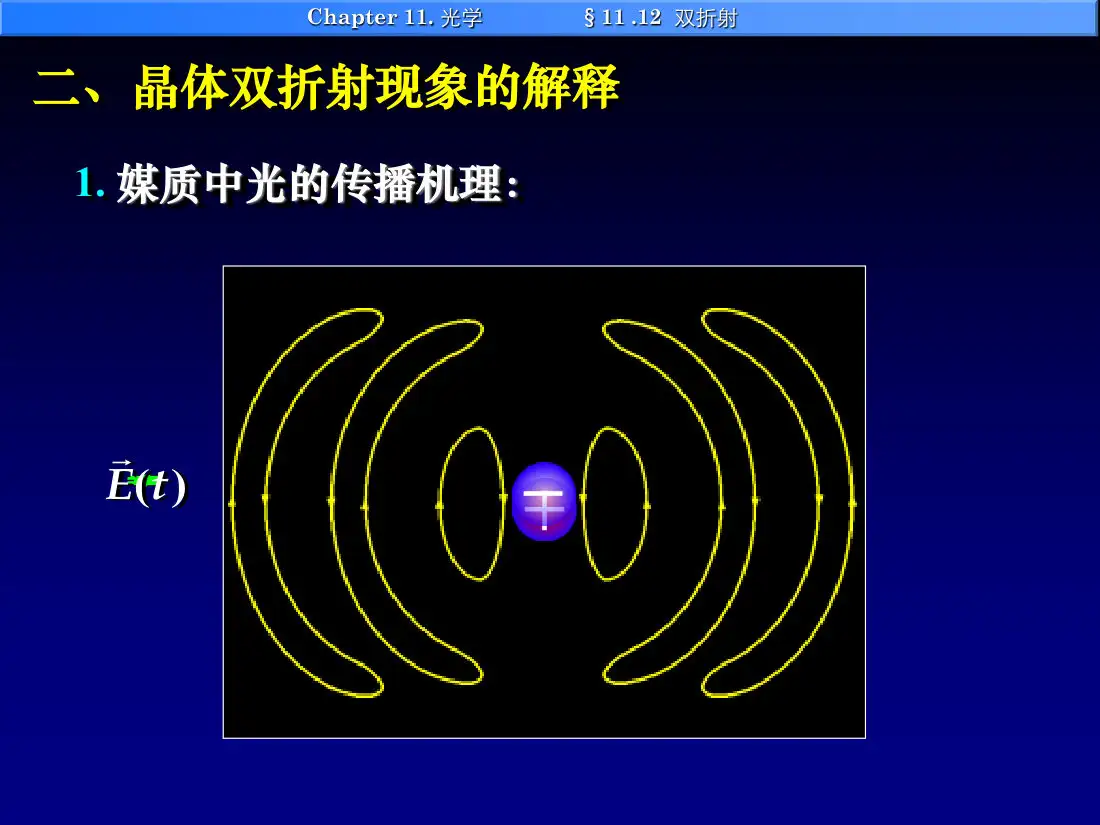 Chapter 11. 光学 §11 .12 双折射
二、晶体双折射现象的解释
1. 媒质中光的传播机理：
E(t)